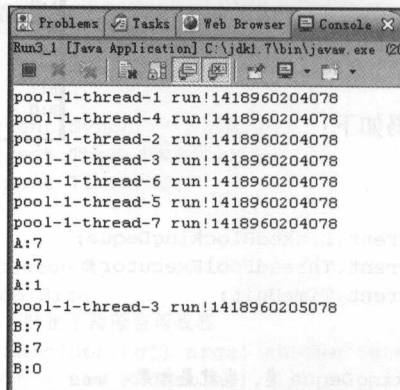 Problems Tasks Web Browser Console
Run3_1 [Java Application] C:\jdk1.7\bin\javaw.exe (20
pool-1-thread-1 run!1418960204078
pool-1-thread-4 run!1418960204078
pool-1-thread-2 run!1418960204078
pool-1-thread-3 run!1418960204078
pool-1-thread-6 run!1418960204078
pool-1-thread-5 run!1418960204078
pool-1-thread-7 run!1418960204078
A:7
A:7
A:1
pool-1-thread-3 run!1418960205078
B:7
B:7
B:0